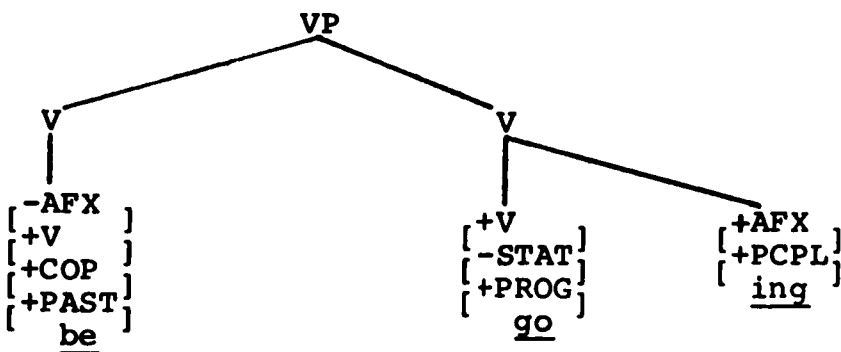 VP
V V
[-AFX ] [+V ] [+AFX ]
[+V ] [-STAT] [+PCPL]
[+COP ] [+PROG] ing
[+PAST] go
be